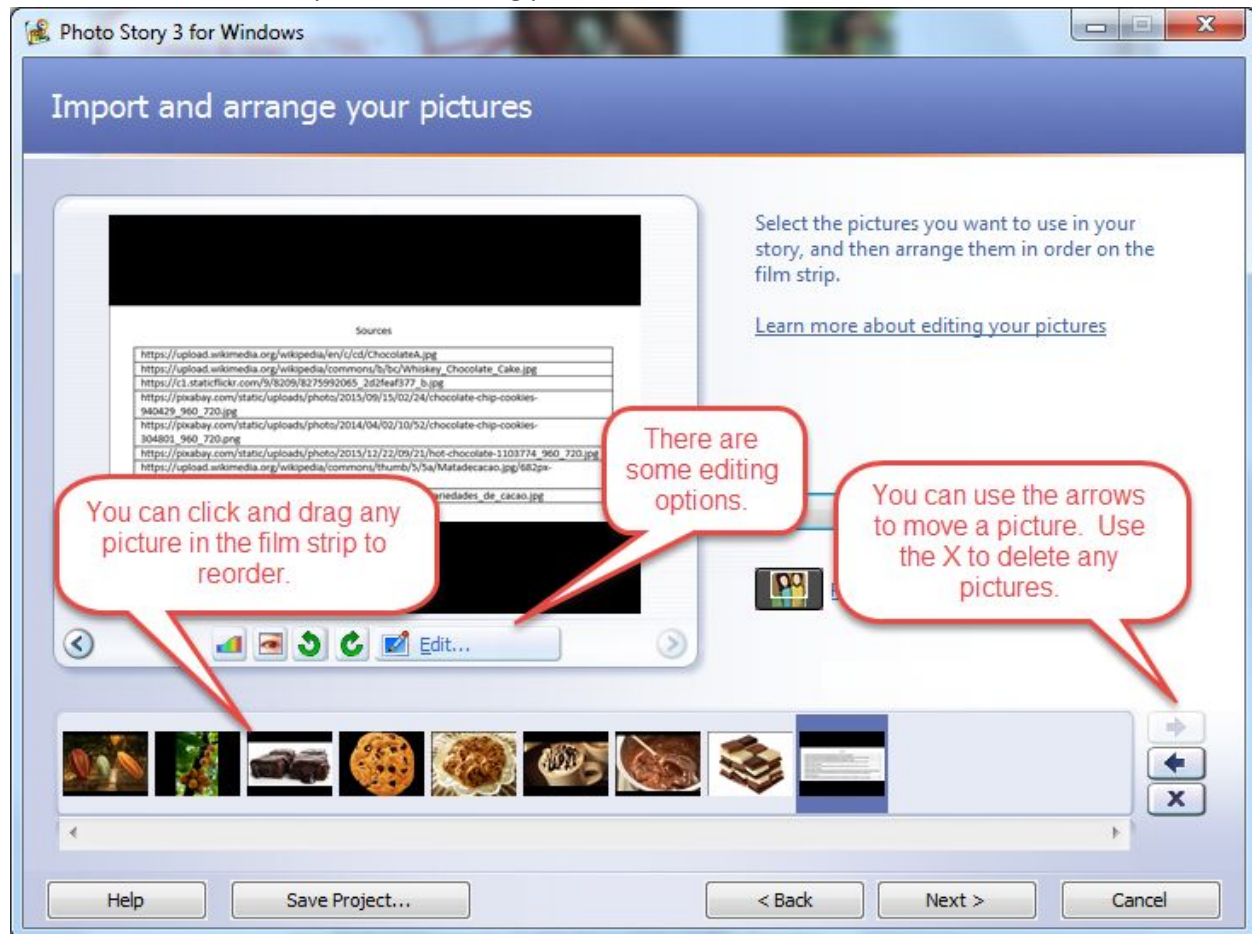 Photo Story 3 for Windows
Import and arrange your pictures
Select the pictures you want to use in your
story, and then arrange them in order on the
film strip.
Learn more about editing your pictures
Sources
https://upload.wikimedia.org/wikipedia/en/c/cd/ChocolateA.jpg
https://upload.wikimedia.org/wikipedia/commons/b/bc/Whiskey_Chocolate_Cake.jpg
https://c1.staticflickr.com/9/8209/8275992065_2d2feaf377_b.jpg
https://pixabay.com/static/uploads/photo/2015/09/15/02/24/chocolate-chip-cookies-
940429_960_720.jpg
https://pixabay.com/static/uploads/photo/2014/04/02/10/52/chocolate-chip-cookies-
304801_960_720.png
https://pixabay.com/static/uploads/photo/2015/12/22/09/21/hot-chocolate-1103774_960_720.jpg
https://upload.wikimedia.org/wikipedia/commons/thumb/5/5a/Matadecacao.jpg/682px-
ariedades_de_cacao.jpg
You can click and drag any
picture in the film strip to
reorder.
There are
some editing
options.
You can use the arrows
to move a picture. Use
the X to delete any
pictures.
Edit...
Help
Save Project...
< Back
Next >
Cancel